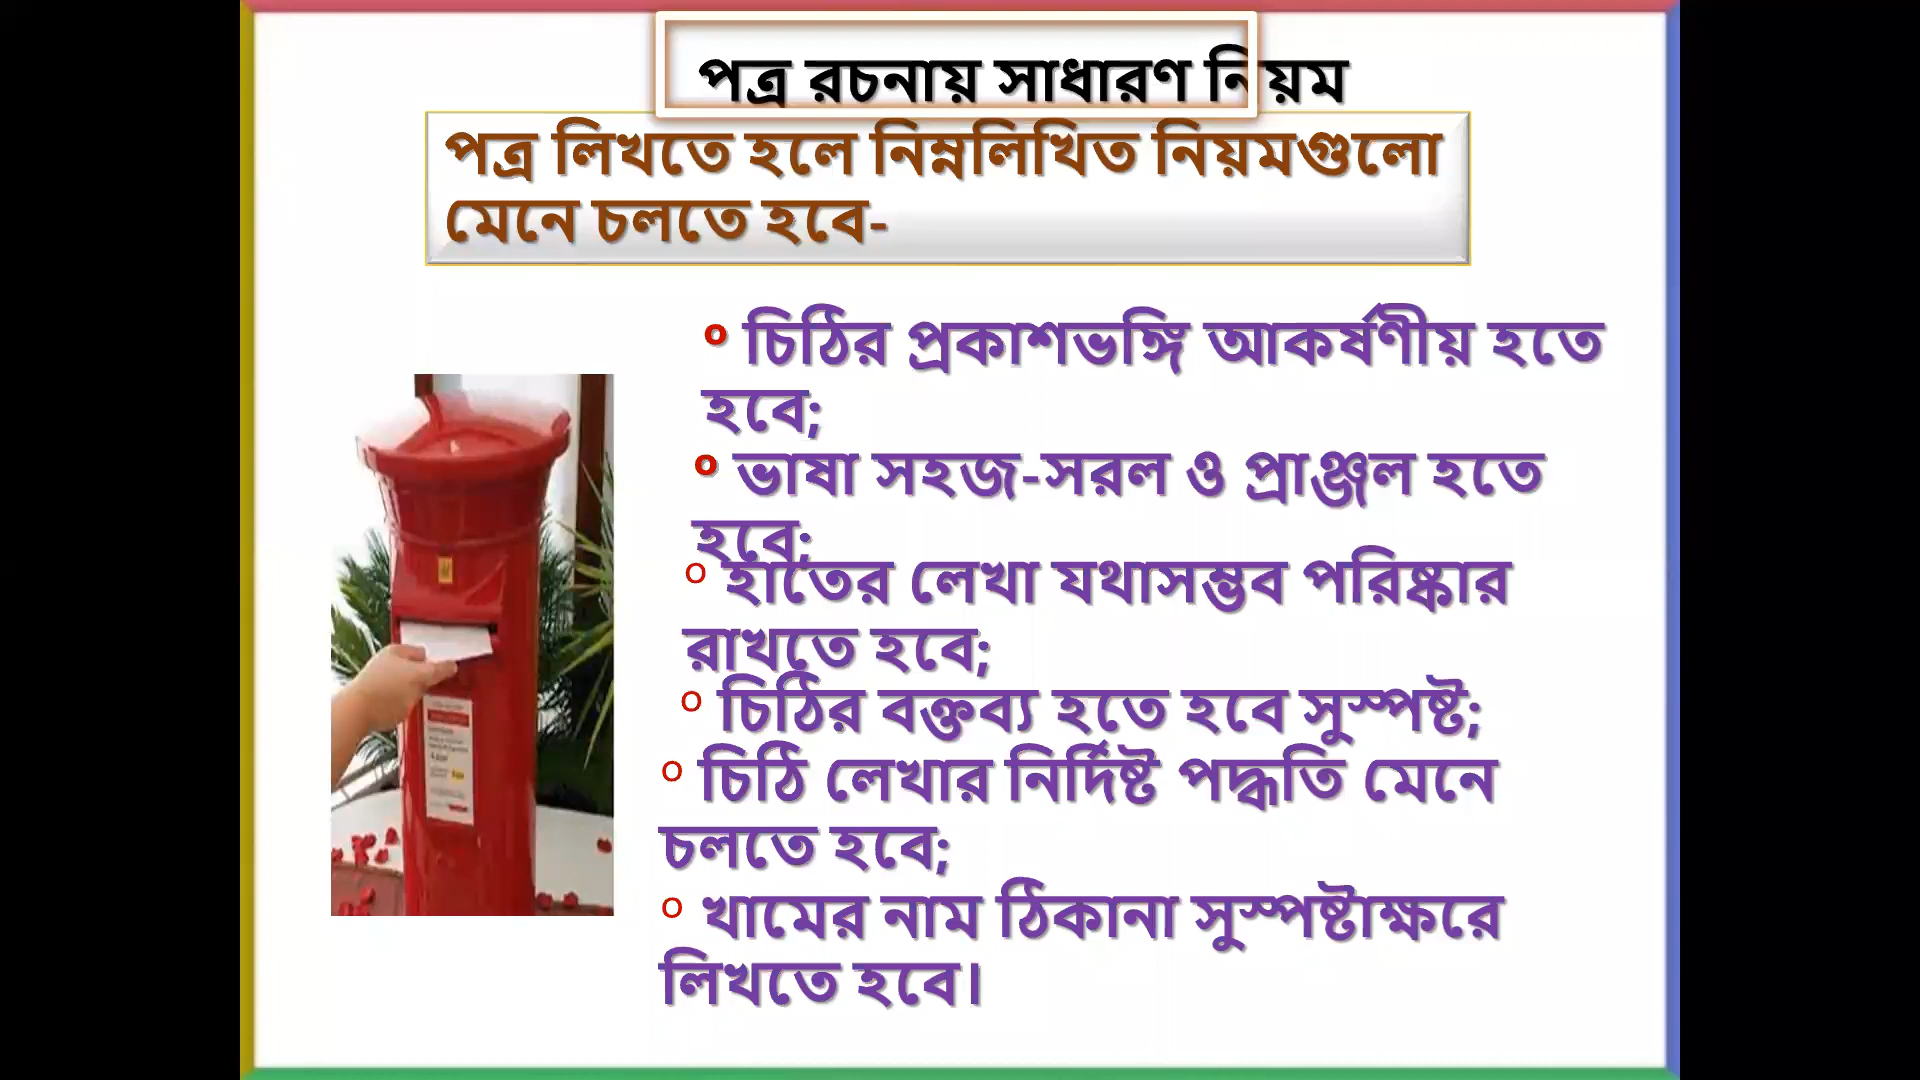 পত্র রচনায় সাধারণ নিয়ম
পত্র লিখতে হলে নিম্নলিখিত নিয়মগুলো
মেনে চলতে হবে-
° চিঠির প্রকাশভঙ্গি আকর্ষণীয় হতে
হবে;
° ভাষা সহজ-সরল ও প্রাঞ্জল হতে
হবে;
° হাতের লেখা যথাসম্ভব পরিষ্কার
রাখতে হবে;
° চিঠির বক্তব্য হতে হবে সুস্পষ্ট;
° চিঠি লেখার নির্দিষ্ট পদ্ধতি মেনে
চলতে হবে;
° খামের নাম ঠিকানা সুস্পষ্টাক্ষরে
লিখতে হবে।